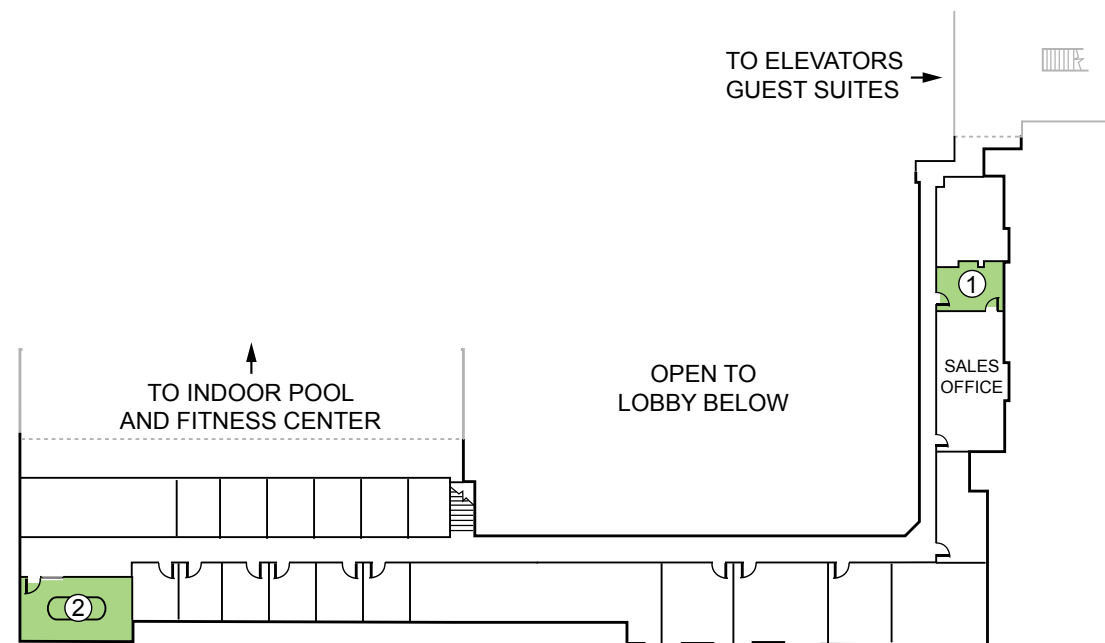 TO ELEVATORS
GUEST SUITES
1
SALES
OFFICE
OPEN TO
LOBBY BELOW
TO INDOOR POOL
AND FITNESS CENTER
2